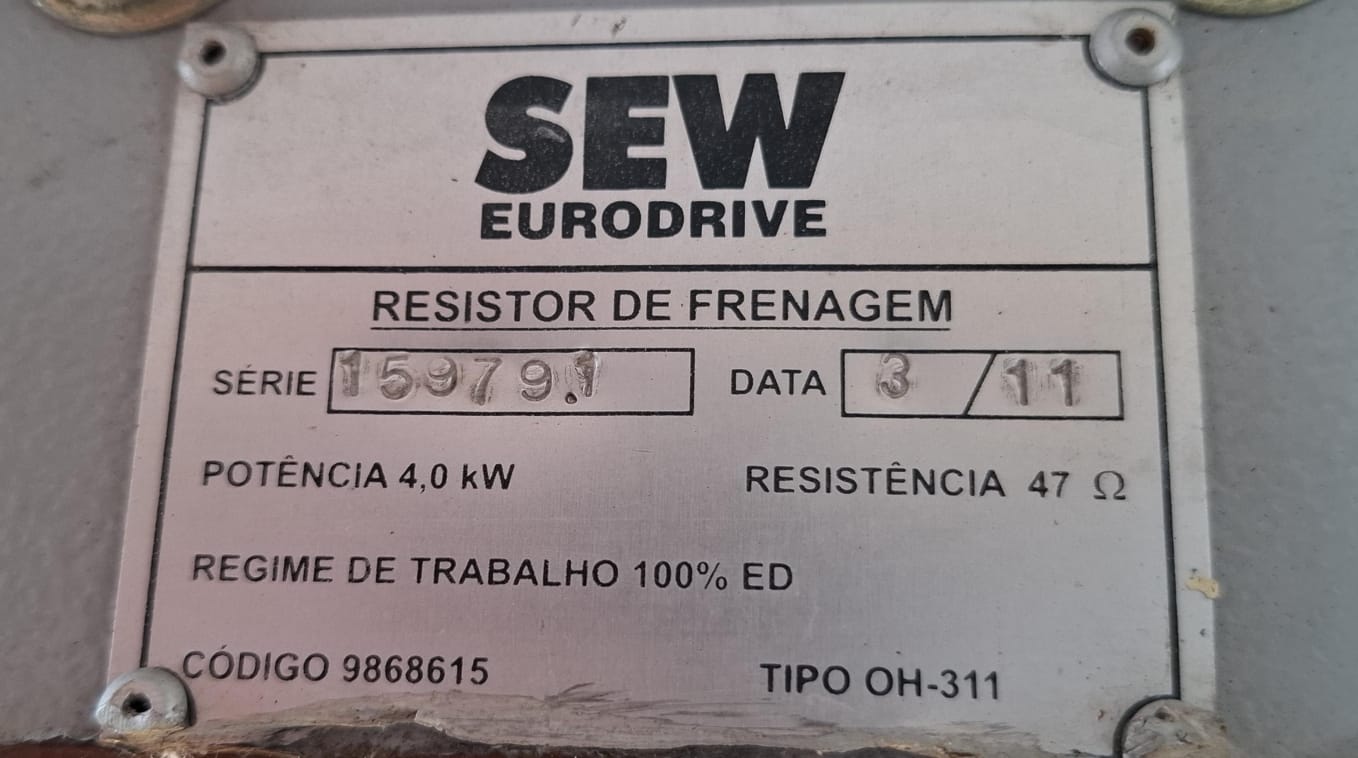 SEW
EURODRIVE
RESISTOR DE FRENAGEM
SÉRIE 15979.1 DATA 3 / 11
POTÊNCIA 4,0 kW RESISTÊNCIA 47 Ω
REGIME DE TRABALHO 100% ED
CÓDIGO 9868615 TIPO OH-311